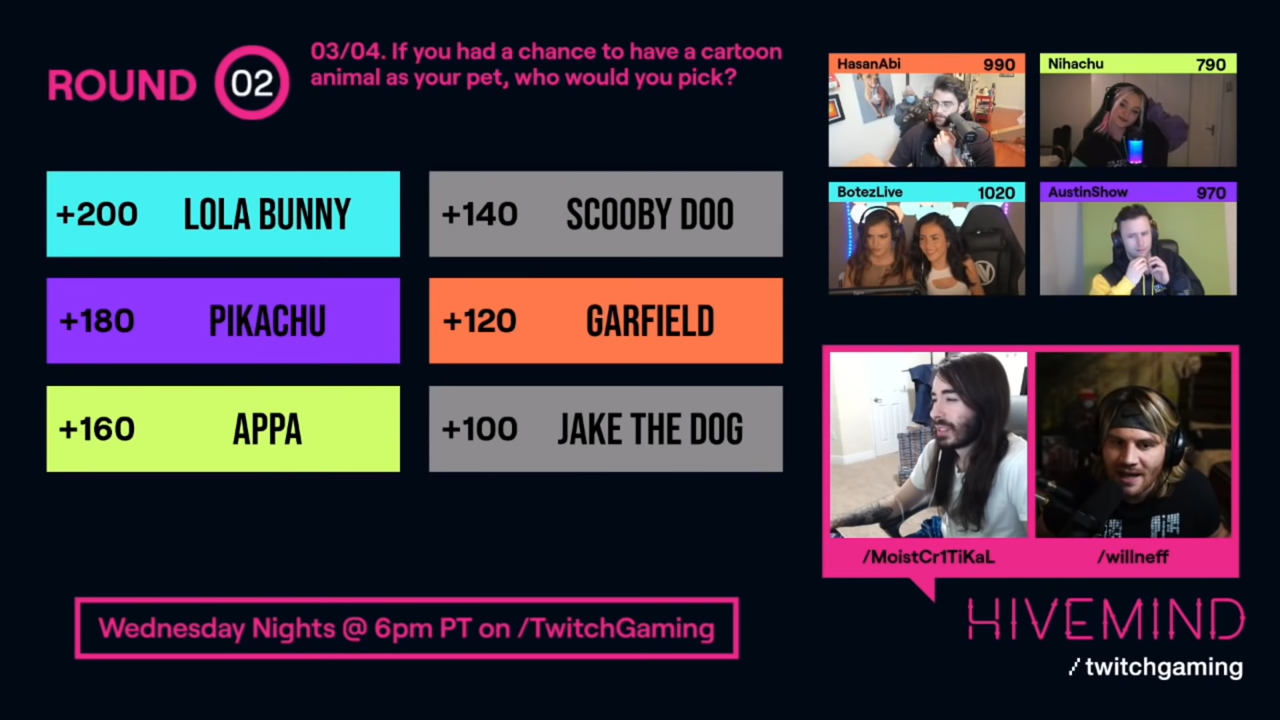 ROUND 02
03/04. If you had a chance to have a cartoon
animal as your pet, who would you pick?
+200 LOLA BUNNY
+140 SCOOBY DOO
+180 PIKACHU
+120 GARFIELD
+160 APPA
+100 JAKE THE DOG
Wednesday Nights @ 6pm PT on /TwitchGaming
HasanAbi 990
Nihachu 790
BotezLive 1020
AustinShow 970
/MoistCr1TiKaL
/willneff
HIVEMIND
/twitchgaming